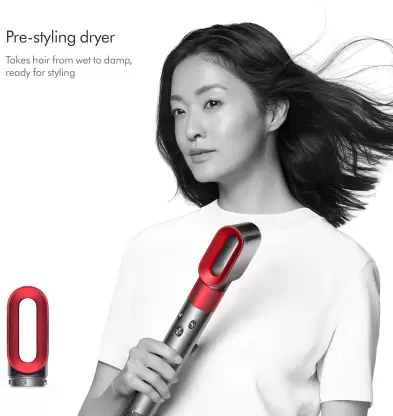 Pre-styling dryer
Takes hair from wet to damp,
ready for styling